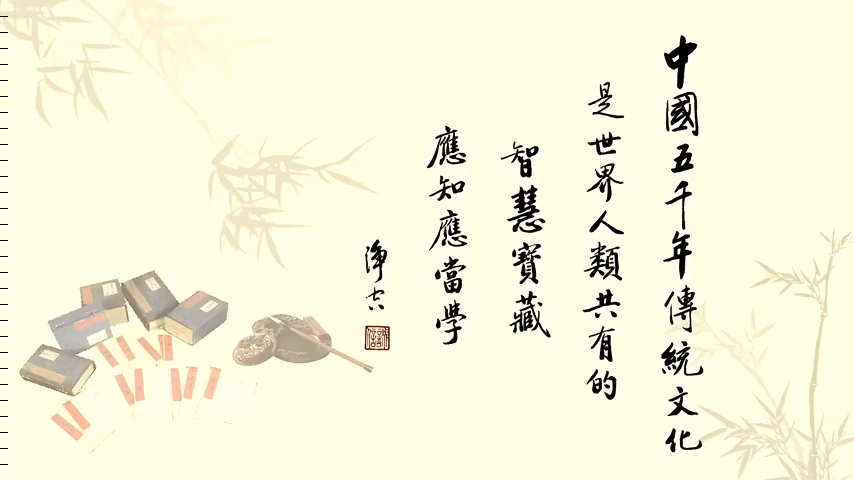 中國五千年傳統文化
是世界人類共有的
智慧寶藏
應知應當學
淨空